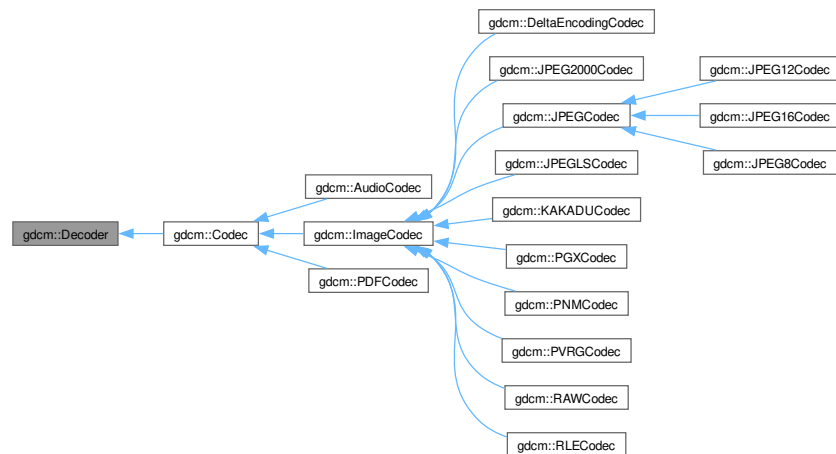 gdcm::DeltaEncodingCodec
gdcm::JPEG2000Codec
gdcm::JPEG12Codec
gdcm::JPEGCodec
gdcm::JPEG16Codec
gdcm::JPEGLSCodec
gdcm::JPEG8Codec
gdcm::AudioCodec
gdcm::KAKADUCodec
gdcm::Decoder
gdcm::Codec
gdcm::ImageCodec
gdcm::PGXCodec
gdcm::PDFCodec
gdcm::PNMCodec
gdcm::PVRGCodec
gdcm::RAWCodec
gdcm::RLECodec